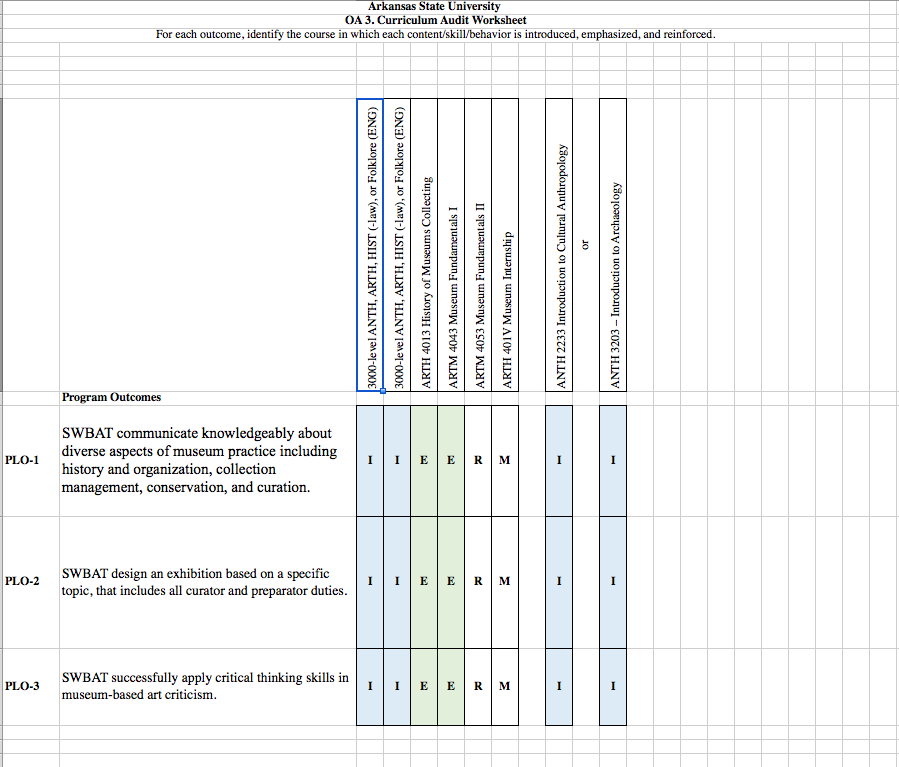 Arkansas State University
OA 3. Curriculum Audit Worksheet
For each outcome, identify the course in which each content/skill/behavior is introduced, emphasized, and reinforced.
3000-level ANTH, ARTH, HIST (-law), or Folklore (ENG)
3000-level ANTH, ARTH, HIST (-law), or Folklore (ENG)
ARTH 4013 History of Museums Collecting
ARTM 4043 Museum Fundamentals I
ARTM 4053 Museum Fundamentals II
ARTH 401V Museum Internship
ANTH 2233 Introduction to Cultural Anthropology
or
ANTH 3203 – Introduction to Archaeology
Program Outcomes
PLO-1
SWBAT communicate knowledgeably about
diverse aspects of museum practice including
history and organization, collection
management, conservation, and curation.
I I E E R M I I
PLO-2
SWBAT design an exhibition based on a specific
topic, that includes all curator and preparator duties.
I I E E R M I I
PLO-3
SWBAT successfully apply critical thinking skills in
museum-based art criticism.
I I E E R M I I